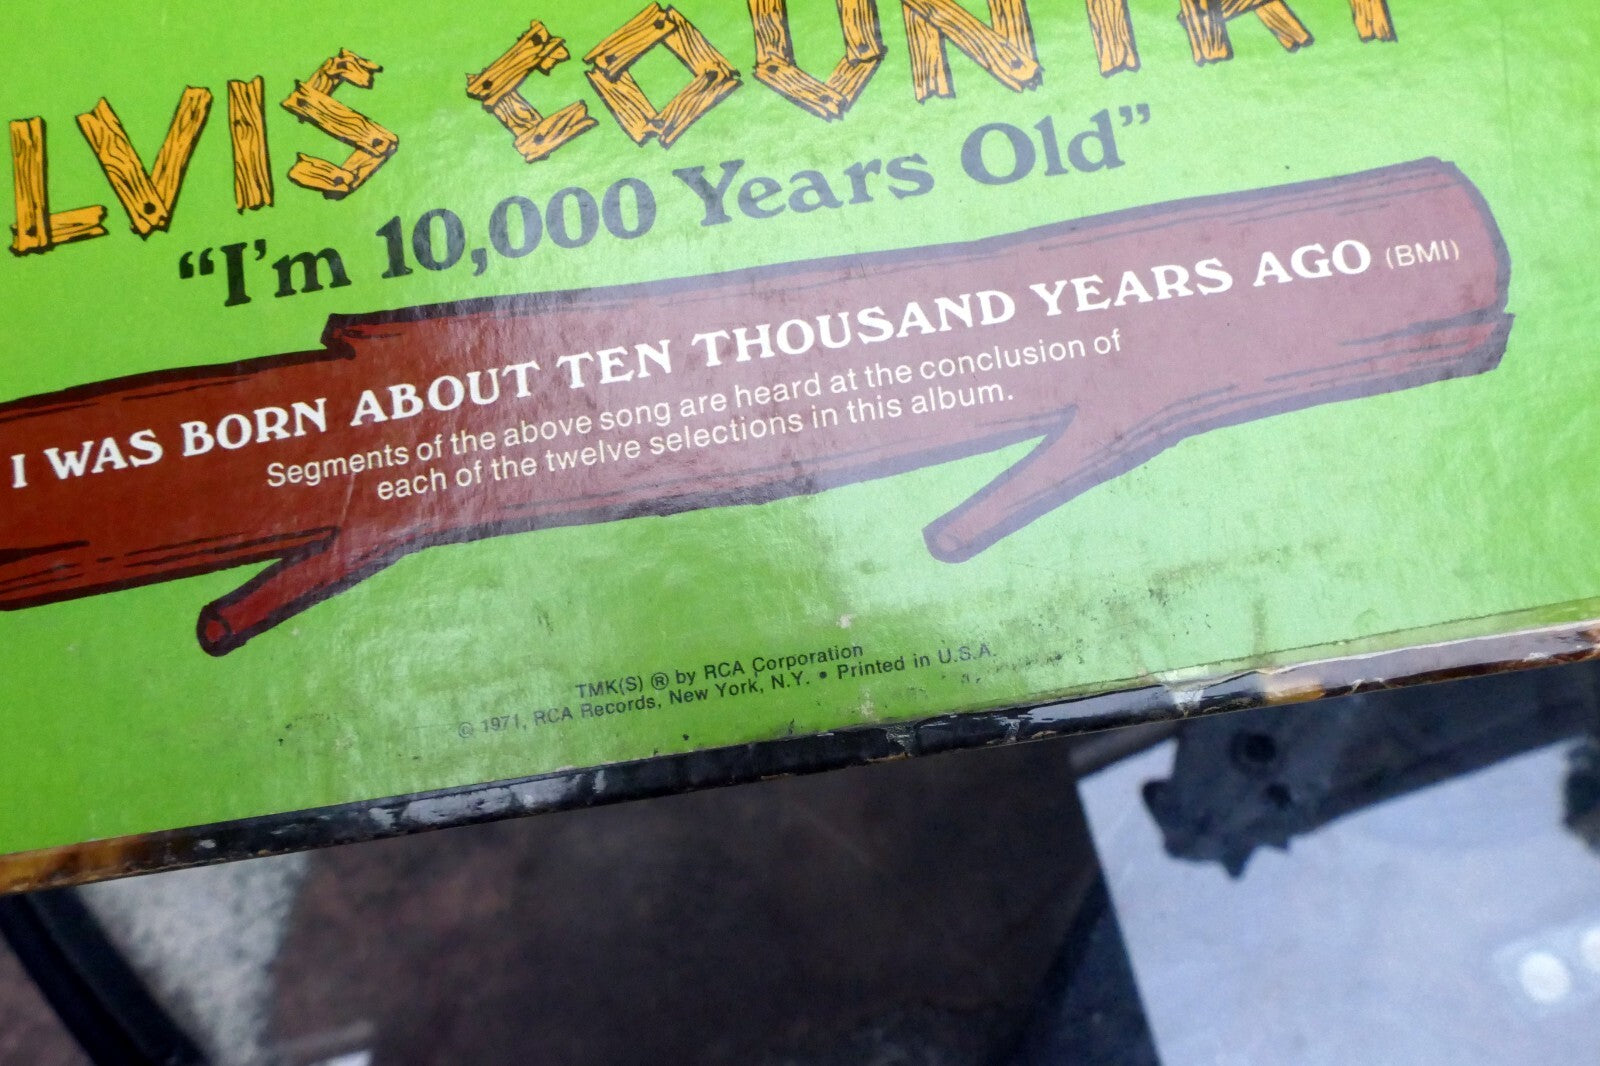 LVIS COUNTRY
“I’m 10,000 Years Old”
I WAS BORN ABOUT TEN THOUSAND YEARS AGO (BMI)
Segments of the above song are heard at the conclusion of
each of the twelve selections in this album.
TMK(S) ® by RCA Corporation
© 1971, RCA Records, New York, N.Y. • Printed in U.S.A.